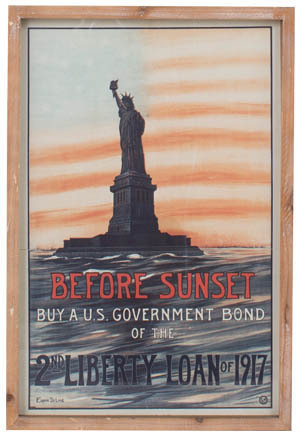 BEFORE SUNSET
BUY A U.S. GOVERNMENT BOND
OF THE
2ND LIBERTY LOAN OF 1917